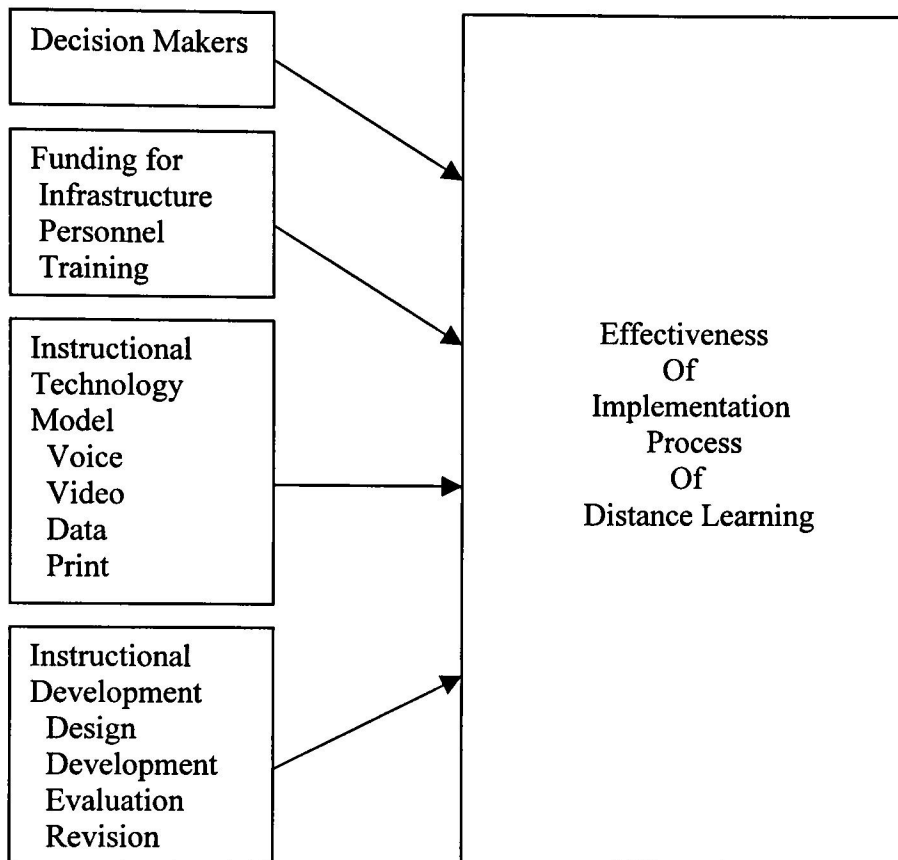 Decision Makers
Funding for
Infrastructure
Personnel
Training
Instructional
Technology
Model
Voice
Video
Data
Print
Instructional
Development
Design
Development
Evaluation
Revision
Effectiveness
Of
Implementation
Process
Of
Distance Learning